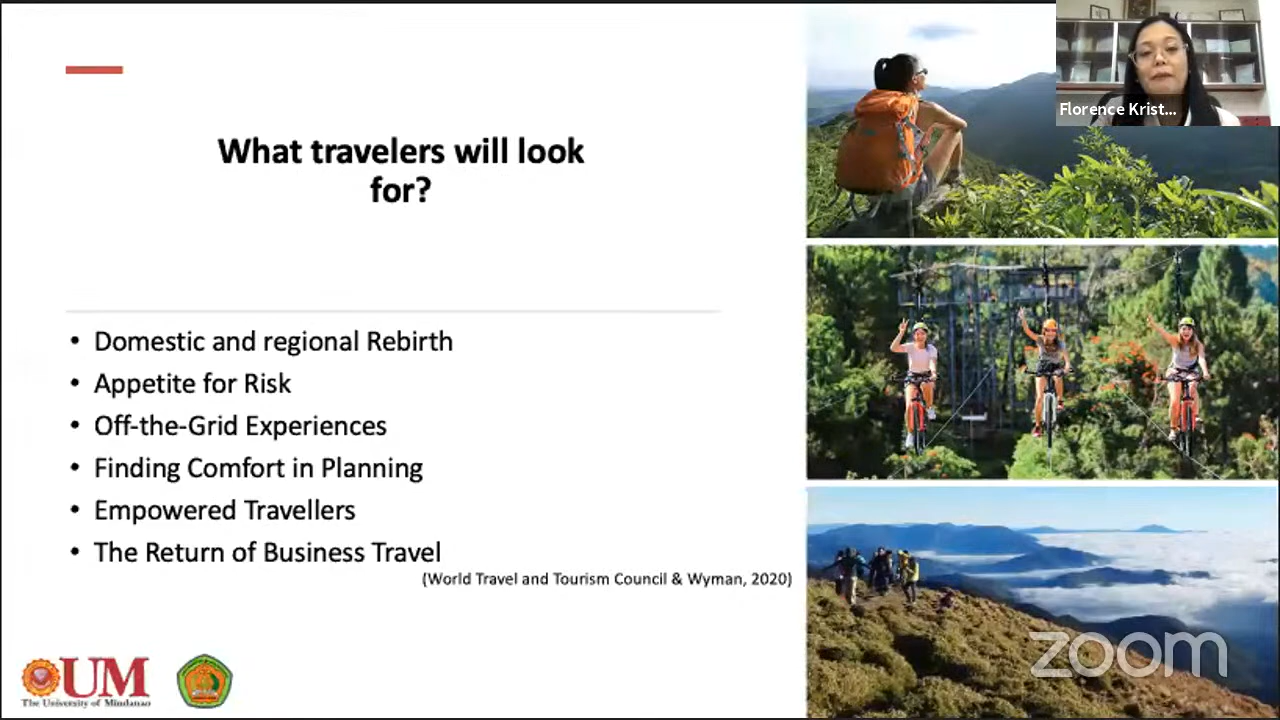 What travelers will look
for?
Domestic and regional Rebirth
Appetite for Risk
Off-the-Grid Experiences
Finding Comfort in Planning
Empowered Travellers
The Return of Business Travel
(World Travel and Tourism Council & Wyman, 2020)
UM
The University of Mindanao
Florence Krist...
zoom